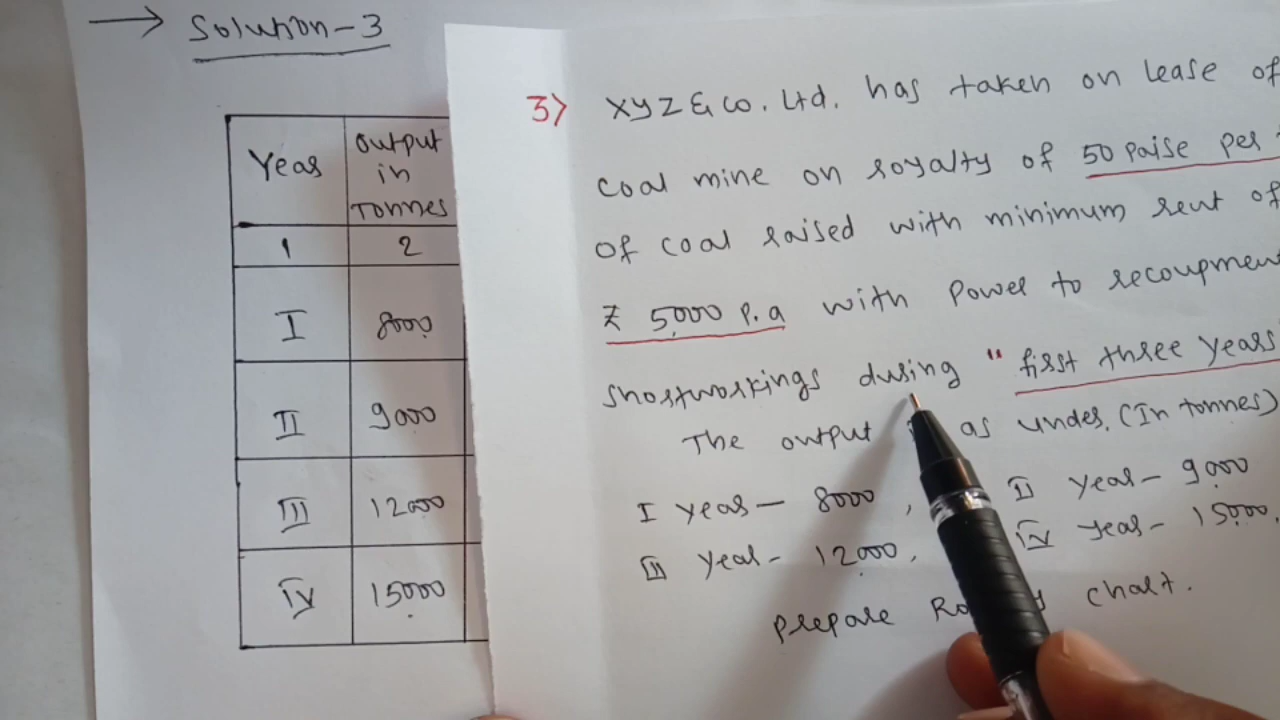 → Solution-3
Year
Output in Tonnes
1
2
I
8000
II
9000
III
12000
IV
15000
3) XYZ & Co. Ltd. has taken on lease of
coal mine on royalty of 50 paise per
of coal raised with minimum rent of
₹ 5000 P.a with Power to recoupment
shortworkings during "first three years
The output as under. (In tonnes)
I year - 8000, II year - 9000
III year - 12000, IV year - 15000.
Prepare chart.